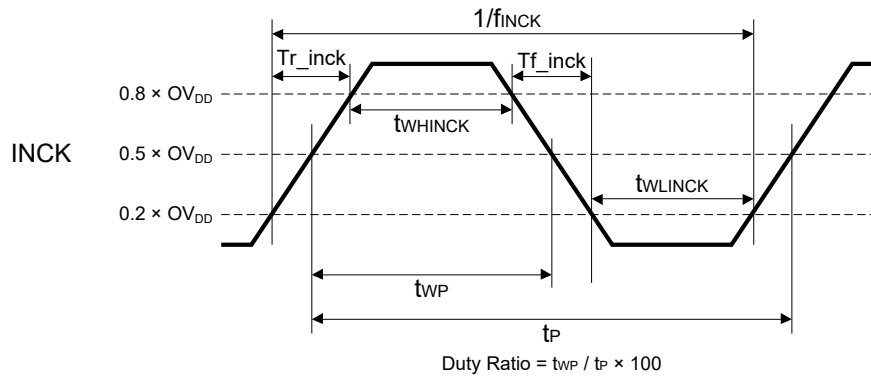 1/fINCK
Tr_inck
Tf_inck
0.8 × OVDD
tWHINCK
INCK
0.5 × OVDD
tWLINCK
0.2 × OVDD
tWP
tP
Duty Ratio = tWP / tP × 100